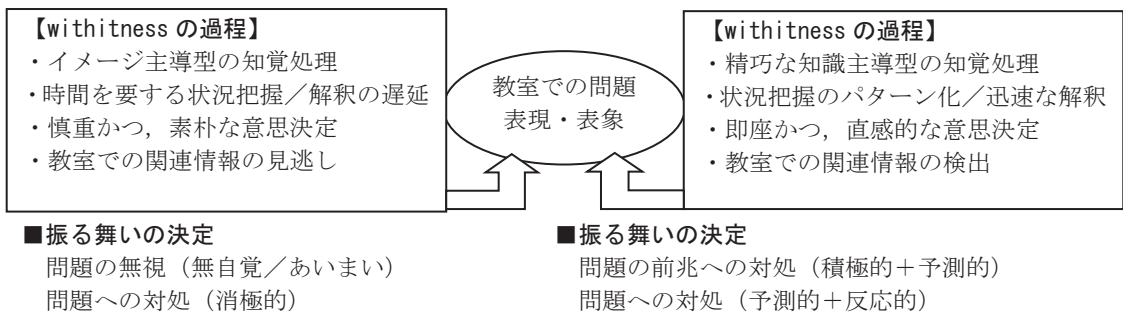 【withitness の過程】
・イメージ主導型の知覚処理
・時間を要する状況把握／解釈の遅延
・慎重かつ，素朴な意思決定
・教室での関連情報の見逃し
教室での問題
表現・表象
【withitness の過程】
・精巧な知識主導型の知覚処理
・状況把握のパターン化／迅速な解釈
・即座かつ，直感的な意思決定
・教室での関連情報の検出
■振る舞いの決定
問題の無視（無自覚／あいまい）
問題への対処（消極的）
■振る舞いの決定
問題の前兆への対処（積極的＋予測的）
問題への対処（予測的＋反応的）